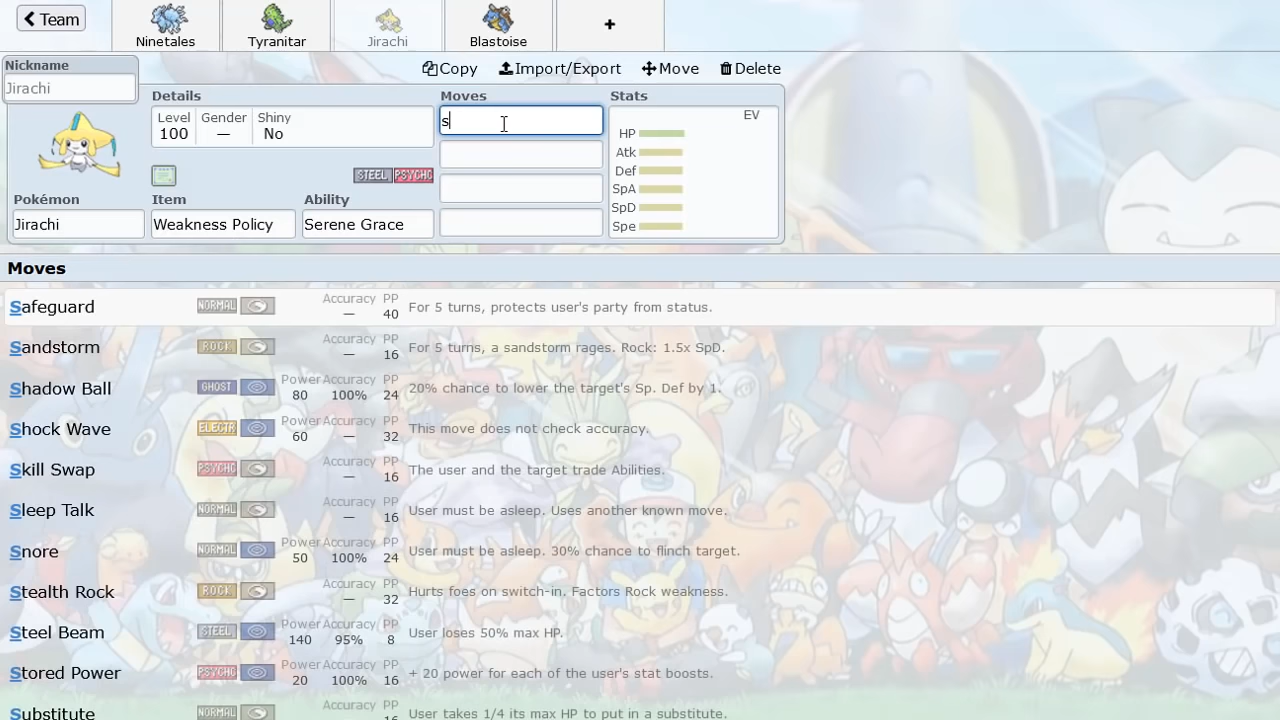 Team
Ninetales
Tyranitar
Jirachi
Blastoise
+
Nickname
Jirachi
Copy
Import/Export
Move
Delete
Details
Level
100
Gender
—
Shiny
No
STEEL
PSYCHC
Pokémon
Jirachi
Item
Weakness Policy
Ability
Serene Grace
Moves
s
Stats
EV
HP
Atk
Def
SpA
SpD
Spe
Moves
Safeguard NORMAL Accuracy — PP 40 For 5 turns, protects user's party from status.
Sandstorm ROCK Accuracy — PP 16 For 5 turns, a sandstorm rages. Rock: 1.5x SpD.
Shadow Ball GHOST Power 80 Accuracy 100% PP 24 20% chance to lower the target's Sp. Def by 1.
Shock Wave ELECTR Power 60 Accuracy — PP 32 This move does not check accuracy.
Skill Swap PSYCHC Accuracy — PP 16 The user and the target trade Abilities.
Sleep Talk NORMAL Accuracy — PP 16 User must be asleep. Uses another known move.
Snore NORMAL Power 50 Accuracy 100% PP 24 User must be asleep. 30% chance to flinch target.
Stealth Rock ROCK Accuracy — PP 32 Hurts foes on switch-in. Factors Rock weakness.
Steel Beam STEEL Power 140 Accuracy 95% PP 8 User loses 50% max HP.
Stored Power PSYCHC Power 20 Accuracy 100% PP 16 + 20 power for each of the user's stat boosts.
Substitute NORMAL Accuracy PP 16 User takes 1/4 its max HP to put in a substitute.